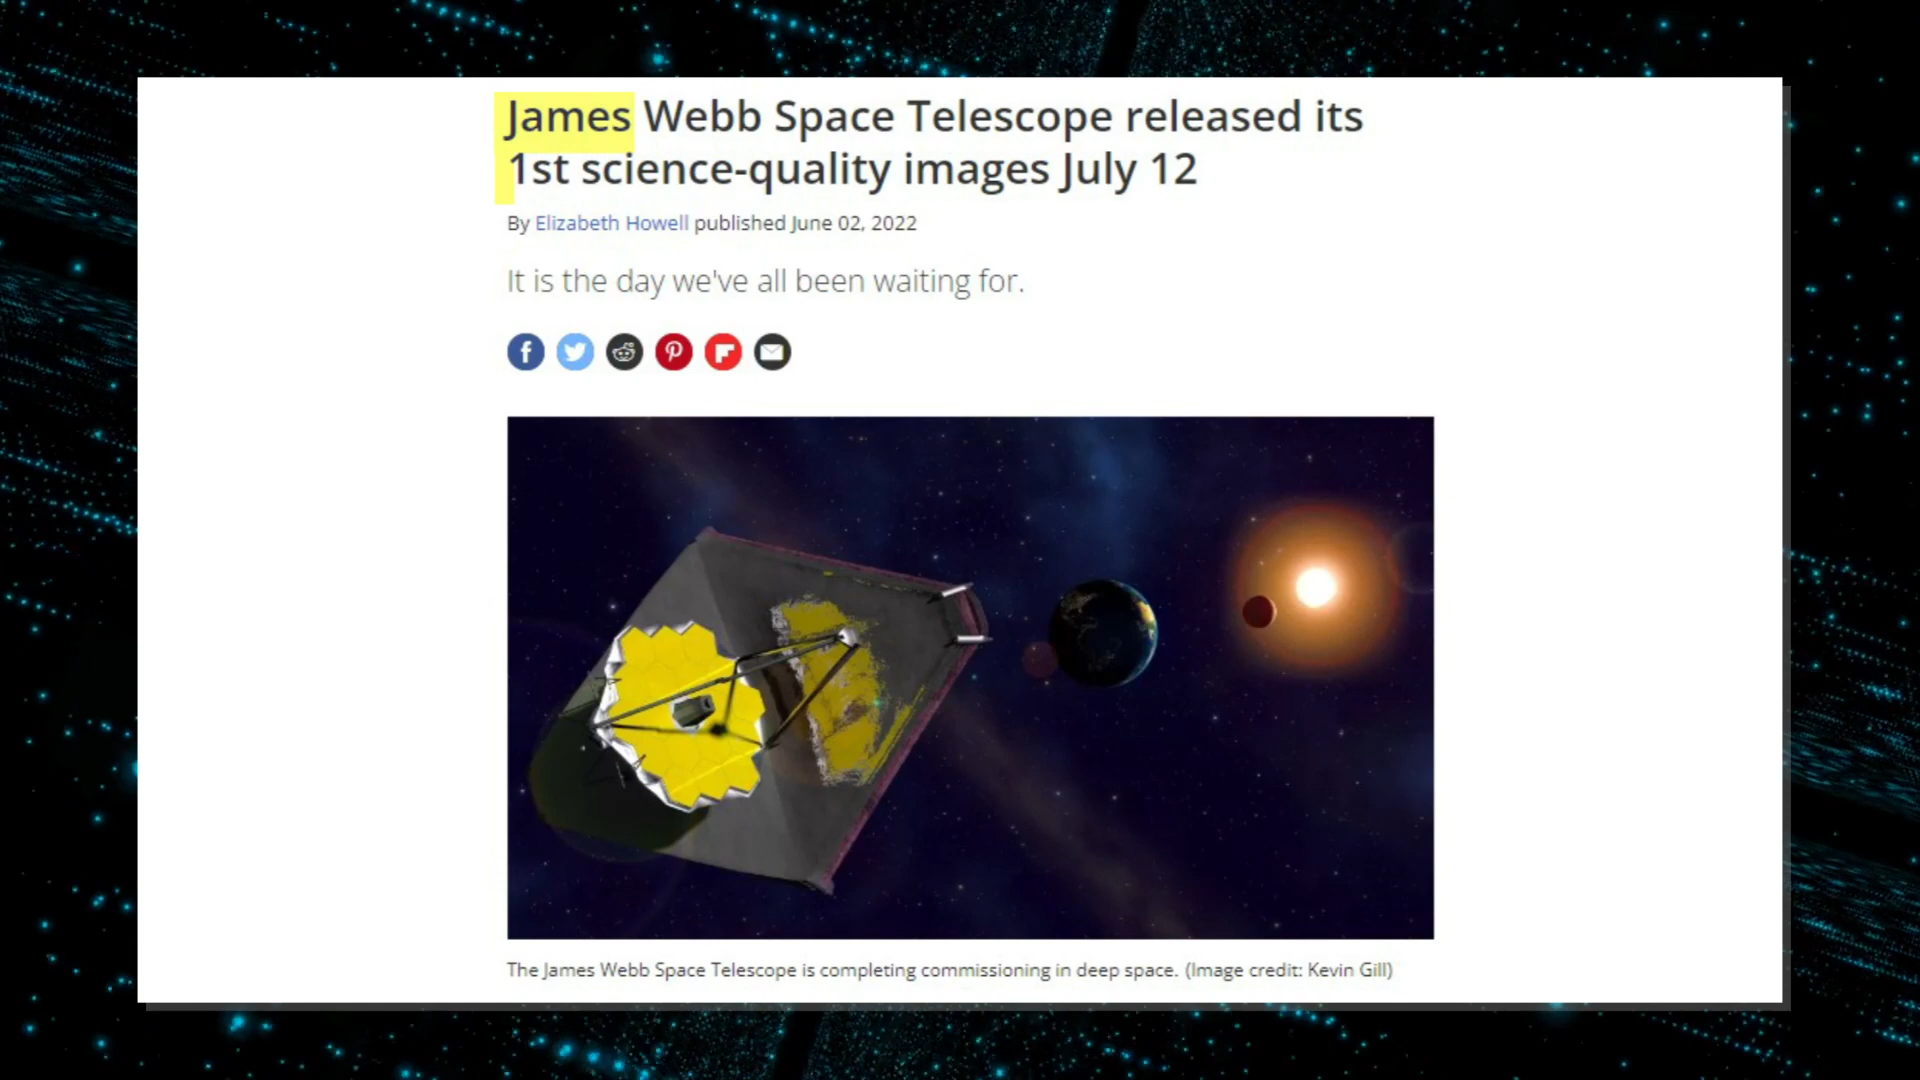 James Webb Space Telescope released its
1st science-quality images July 12
By Elizabeth Howell published June 02, 2022
It is the day we've all been waiting for.
The James Webb Space Telescope is completing commissioning in deep space. (Image credit: Kevin Gill)